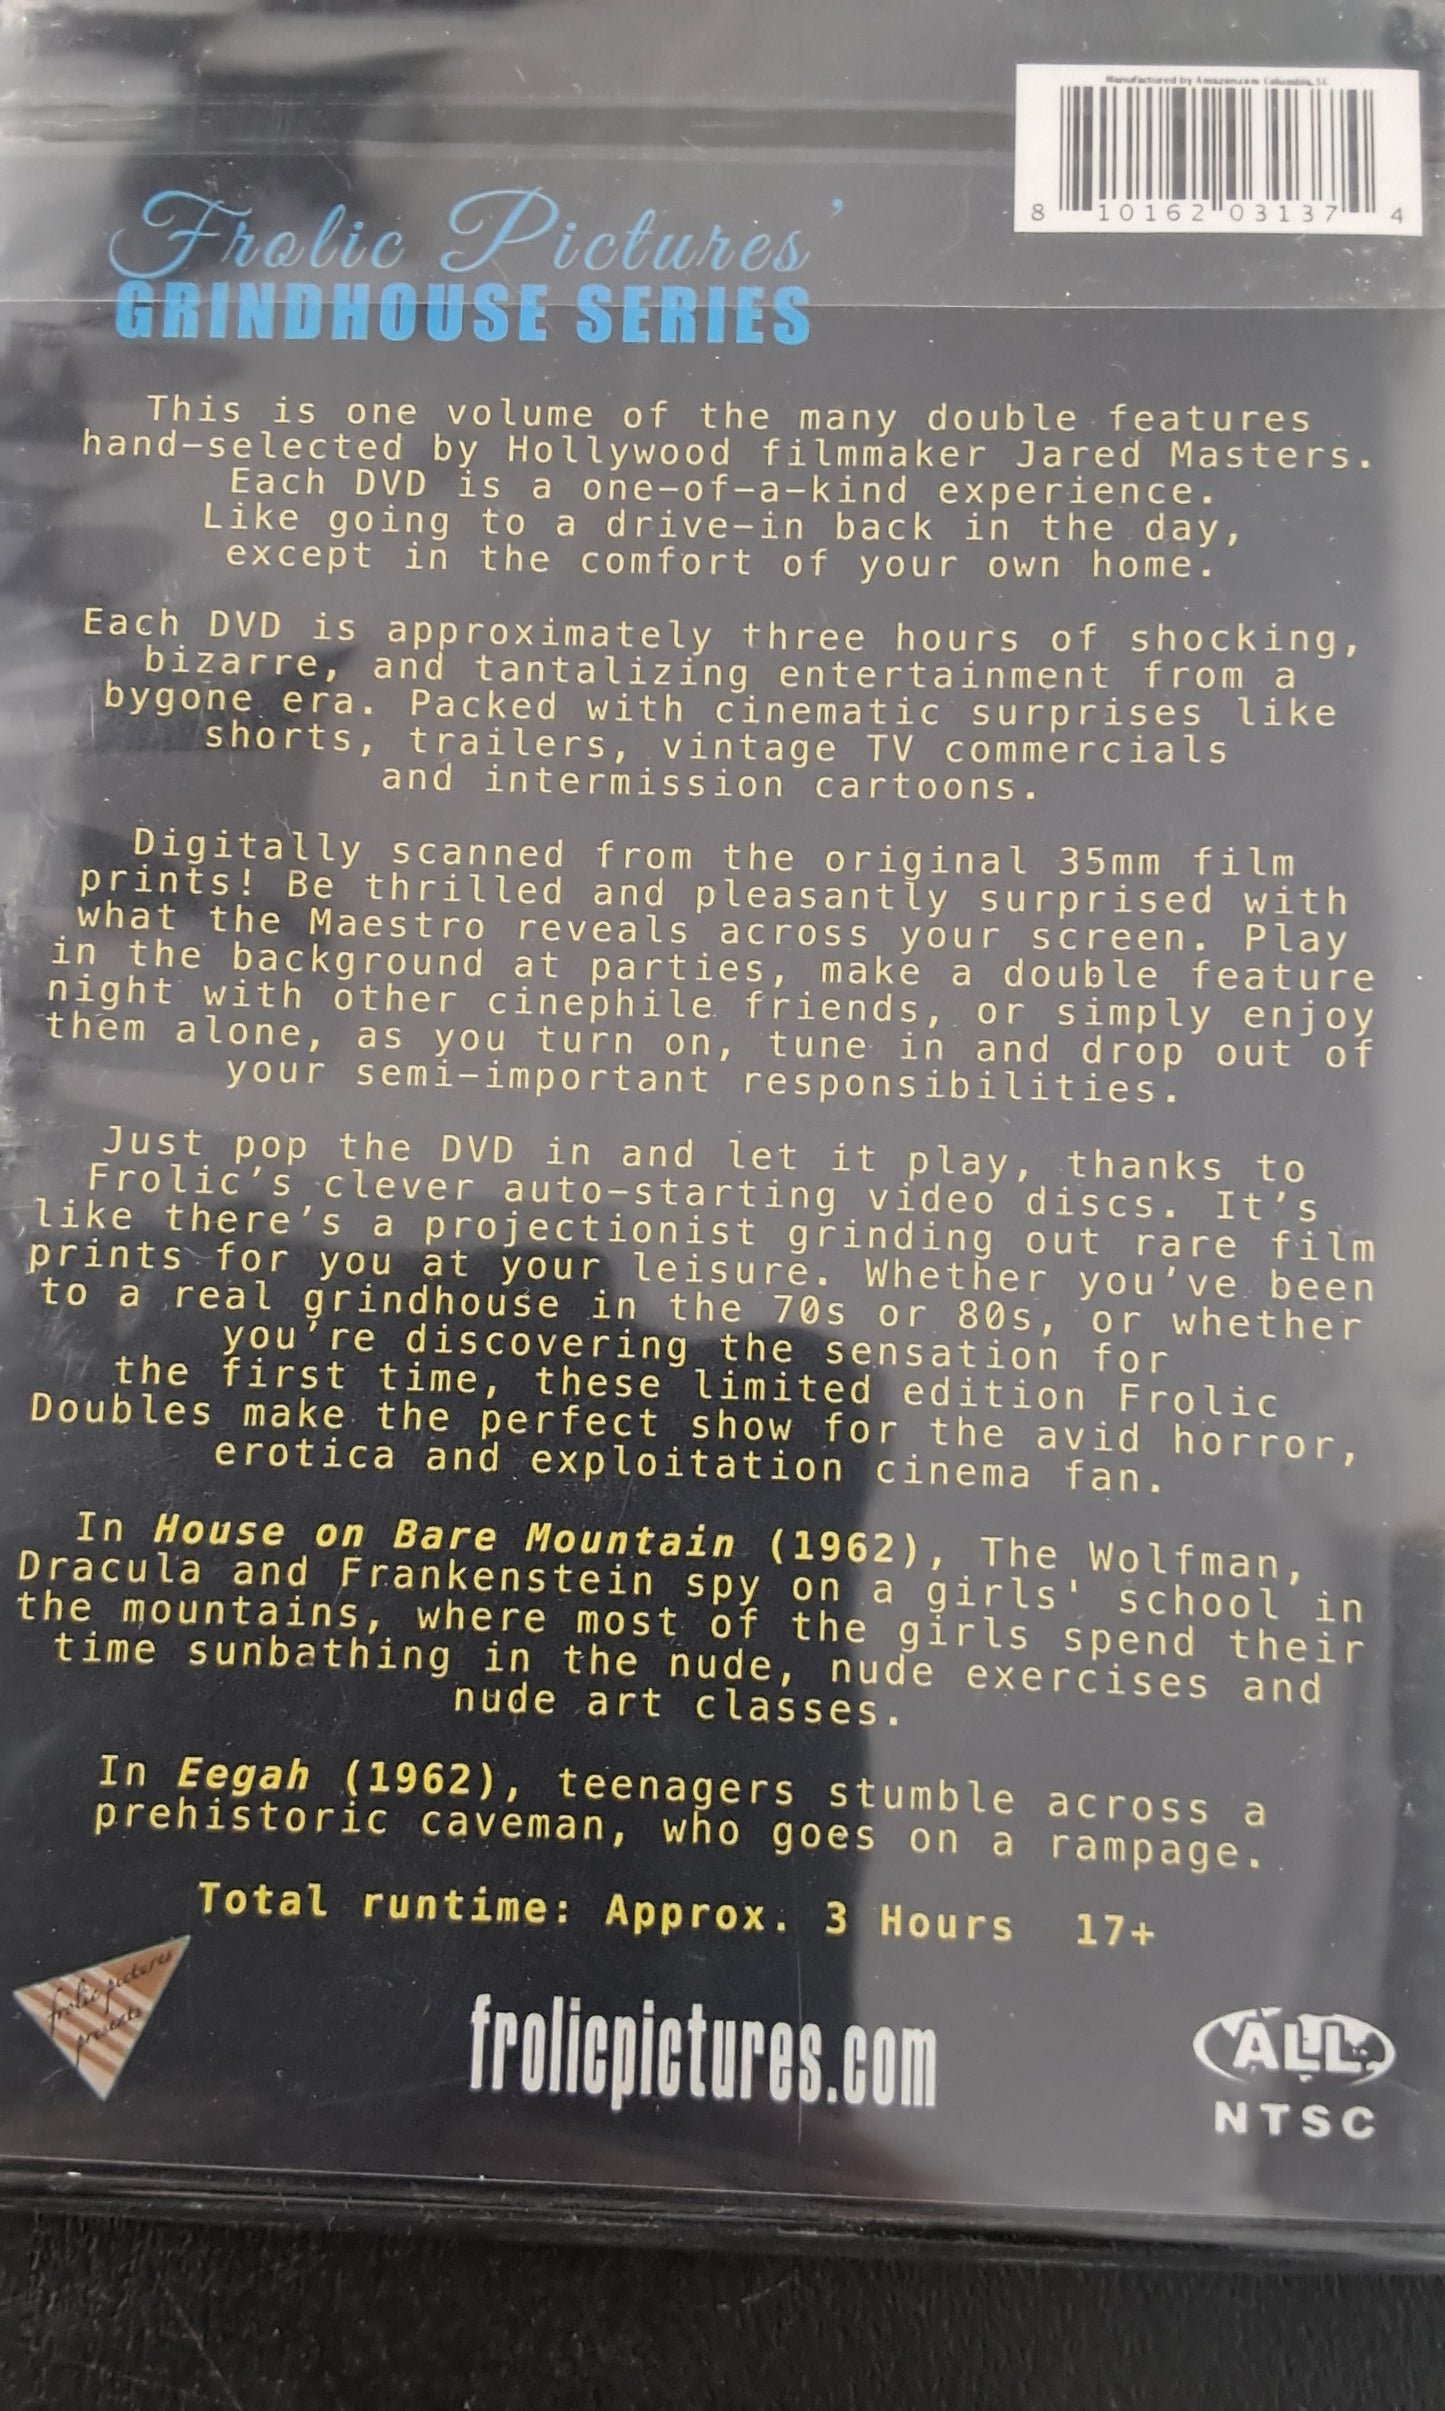 Manufactured by Amazon.com Columbia, SC
8 10162 03137 4
Frolic Pictures'
GRINDHOUSE SERIES
This is one volume of the many double features
hand-selected by Hollywood filmmaker Jared Masters.
Each DVD is a one-of-a-kind experience.
Like going to a drive-in back in the day,
except in the comfort of your own home.
Each DVD is approximately three hours of shocking,
bizarre, and tantalizing entertainment from a
bygone era. Packed with cinematic surprises like
shorts, trailers, vintage TV commercials
and intermission cartoons.
Digitally scanned from the original 35mm film
prints! Be thrilled and pleasantly surprised with
what the Maestro reveals across your screen. Play
in the background at parties, make a double feature
night with other cinephile friends, or simply enjoy
them alone, as you turn on, tune in and drop out of
your semi-important responsibilities.
Just pop the DVD in and let it play, thanks to
Frolic's clever auto-starting video discs. It's
like there's a projectionist grinding out rare film
prints for you at your leisure. Whether you've been
to a real grindhouse in the 70s or 80s, or whether
you're discovering the sensation for
the first time, these limited edition Frolic
Doubles make the perfect show for the avid horror,
erotica and exploitation cinema fan.
In House on Bare Mountain (1962), The Wolfman,
Dracula and Frankenstein spy on a girls' school in
the mountains, where most of the girls spend their
time sunbathing in the nude, nude exercises and
nude art classes.
In Eegah (1962), teenagers stumble across a
prehistoric caveman, who goes on a rampage.
Total runtime: Approx. 3 Hours 17+
frolic pictures
presents
frolicpictures.com
ALL
NTSC